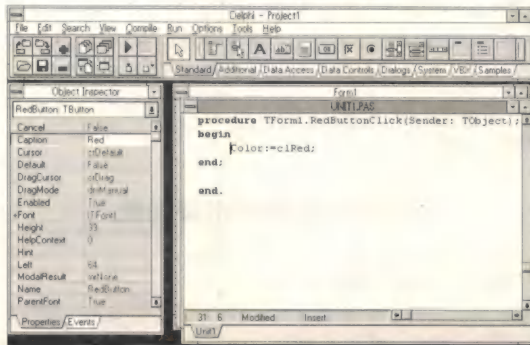 Delphi - Project1
File Edit Search View Compile Run Options Tools Help
Standard Additional Data Access Data Controls Dialogs System VBX Samples
Object Inspector
RedButton: TButton
Cancel False
Caption Red
Cursor crDefault
Default False
DragCursor crDrag
DragMode dmManual
Enabled True
+Font (TFont)
Height 33
HelpContext 0
Hint
Left 64
ModalResult mrNone
Name RedButton
ParentFont True
Properties Events
Form1
UNIT1.PAS
procedure TForm1.RedButtonClick(Sender: TObject);
begin
Color:=clRed;
end;
end.
31: 6 Modified Insert
Unit1